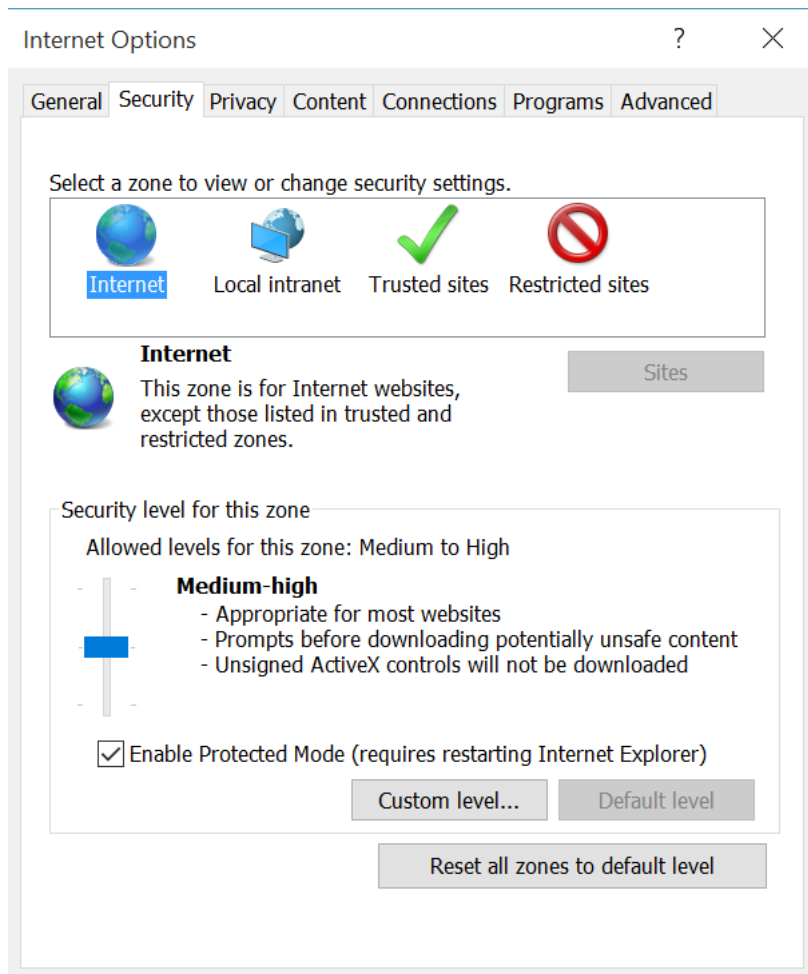 Internet Options ?
General Security Privacy Content Connections Programs Advanced
Select a zone to view or change security settings.
Internet Local intranet Trusted sites Restricted sites
Internet
Sites
This zone is for Internet websites,
except those listed in trusted and
restricted zones.
Security level for this zone
Allowed levels for this zone: Medium to High
Medium-high
- Appropriate for most websites
- Prompts before downloading potentially unsafe content
- Unsigned ActiveX controls will not be downloaded
Enable Protected Mode (requires restarting Internet Explorer)
Custom level... Default level
Reset all zones to default level